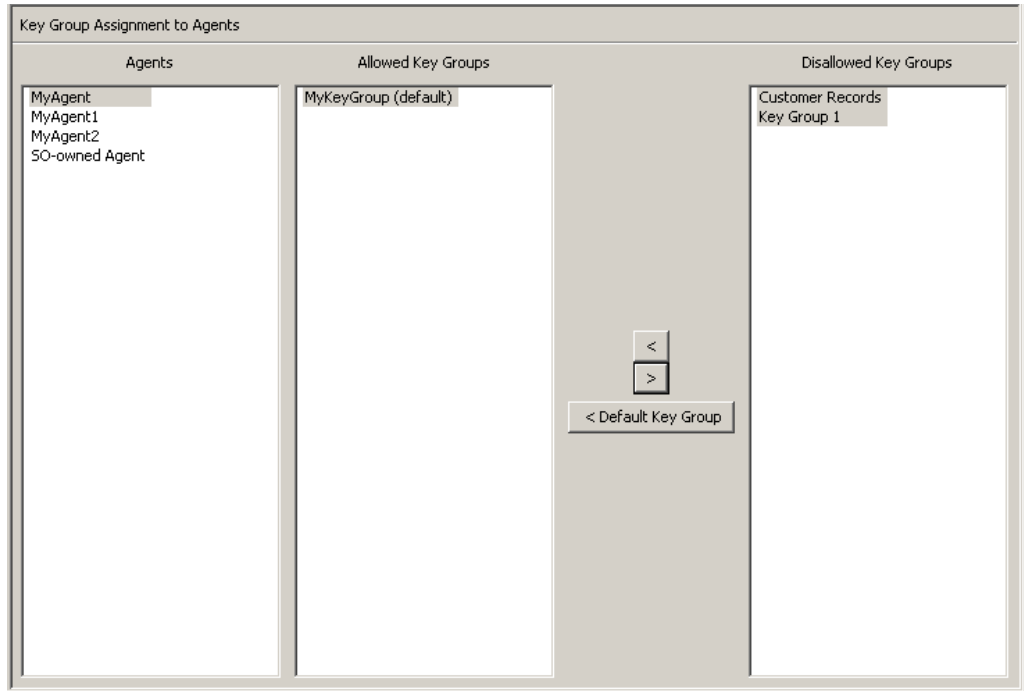 Key Group Assignment to Agents
Agents
Allowed Key Groups
Disallowed Key Groups
MyAgent
MyAgent1
MyAgent2
SO-owned Agent
MyKeyGroup (default)
Customer Records
Key Group 1
<
>
< Default Key Group